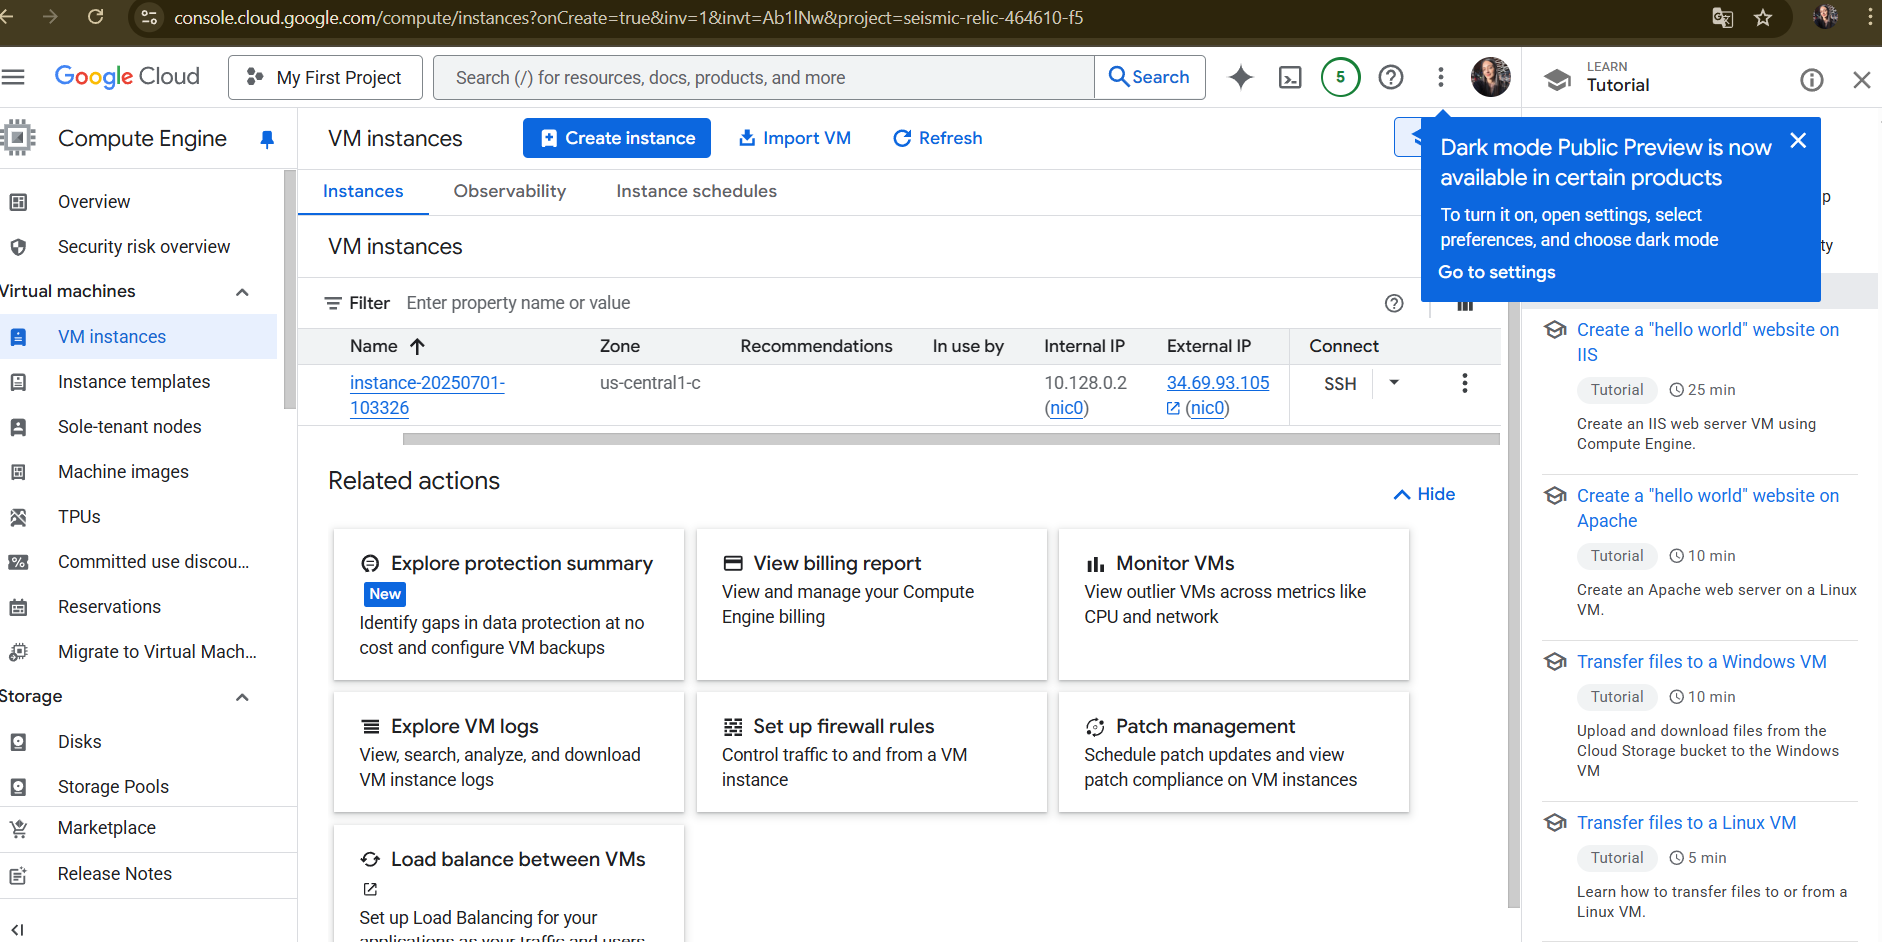 console.cloud.google.com/compute/instances?onCreate=true&inv=1&invt=Ab1lNw&project=seismic-relic-464610-f5
Google Cloud
My First Project
Search (/) for resources, docs, products, and more
Search
5
LEARN
Tutorial
Compute Engine
VM instances
Create instance
Import VM
Refresh
Dark mode Public Preview is now
available in certain products
To turn it on, open settings, select
preferences, and choose dark mode
Go to settings
Overview
Security risk overview
Virtual machines
VM instances
Instance templates
Sole-tenant nodes
Machine images
TPUs
Committed use discou...
Reservations
Migrate to Virtual Mach...
Storage
Disks
Storage Pools
Marketplace
Release Notes
Instances
Observability
Instance schedules
VM instances
Filter
Enter property name or value
Name
Zone
Recommendations
In use by
Internal IP
External IP
Connect
instance-20250701-
103326
us-central1-c
10.128.0.2
(nic0)
34.69.93.105
(nic0)
SSH
Related actions
Hide
Explore protection summary
New
Identify gaps in data protection at no
cost and configure VM backups
View billing report
View and manage your Compute
Engine billing
Monitor VMs
View outlier VMs across metrics like
CPU and network
Explore VM logs
View, search, analyze, and download
VM instance logs
Set up firewall rules
Control traffic to and from a VM
instance
Patch management
Schedule patch updates and view
patch compliance on VM instances
Load balance between VMs
Set up Load Balancing for your
applications as your traffic and users
p
ty
Create a "hello world" website on
IIS
Tutorial
25 min
Create an IIS web server VM using
Compute Engine.
Create a "hello world" website on
Apache
Tutorial
10 min
Create an Apache web server on a Linux
VM.
Transfer files to a Windows VM
Tutorial
10 min
Upload and download files from the
Cloud Storage bucket to the Windows
VM
Transfer files to a Linux VM
Tutorial
5 min
Learn how to transfer files to or from a
Linux VM.